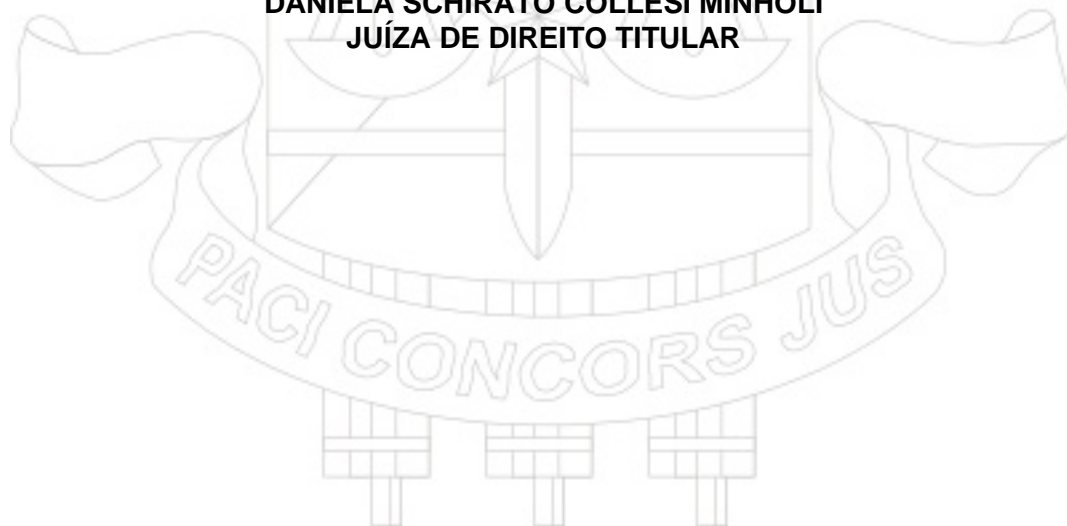 DANIELA SCHIRATO COLLESI MINHOLI
JUÍZA DE DIREITO TITULAR
PACI CONCORS JUS